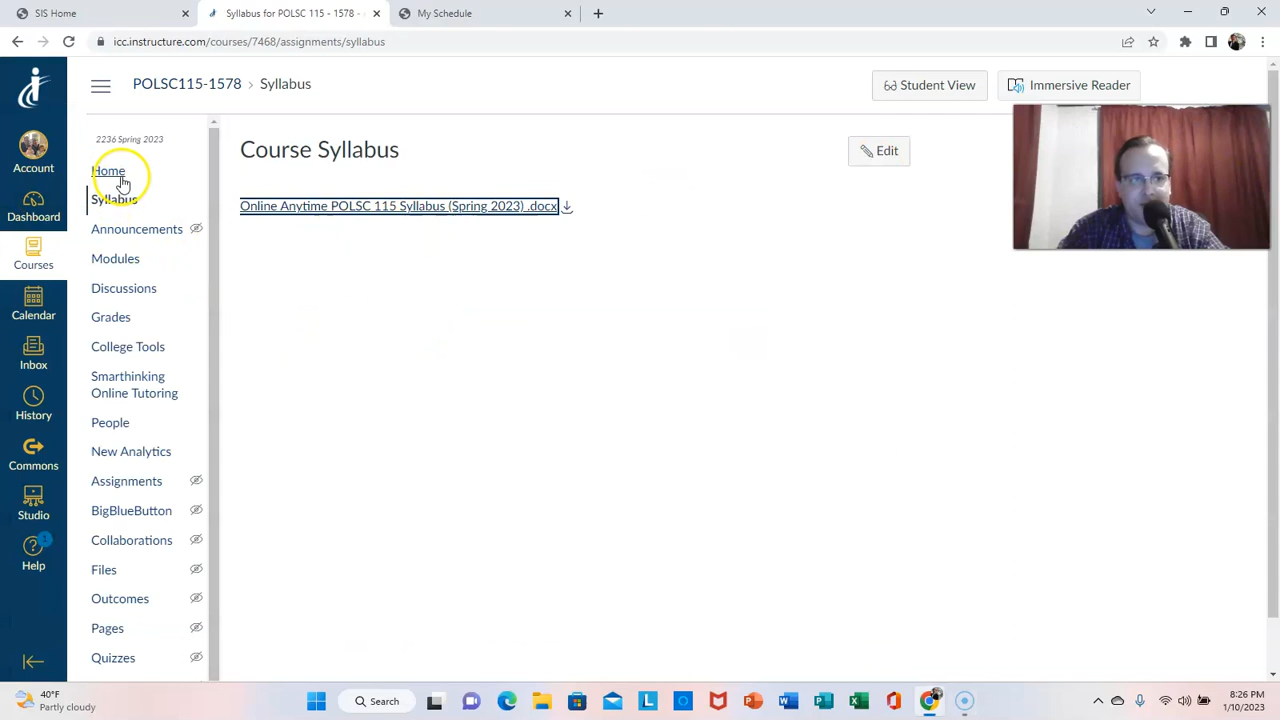 SIS Home
Syllabus for POLSC 115 - 1578 -
My Schedule
icc.instructure.com/courses/7468/assignments/syllabus
POLSC115-1578 › Syllabus
Student View
Immersive Reader
Account
Dashboard
Courses
Calendar
Inbox
History
Commons
Studio
1
Help
2236 Spring 2023
Home
Syllabus
Announcements
Modules
Discussions
Grades
College Tools
Smarthinking
Online Tutoring
People
New Analytics
Assignments
BigBlueButton
Collaborations
Files
Outcomes
Pages
Quizzes
Course Syllabus
Edit
Online Anytime POLSC 115 Syllabus (Spring 2023) .docx
40°F
Partly cloudy
Search
8:26 PM
1/10/2023